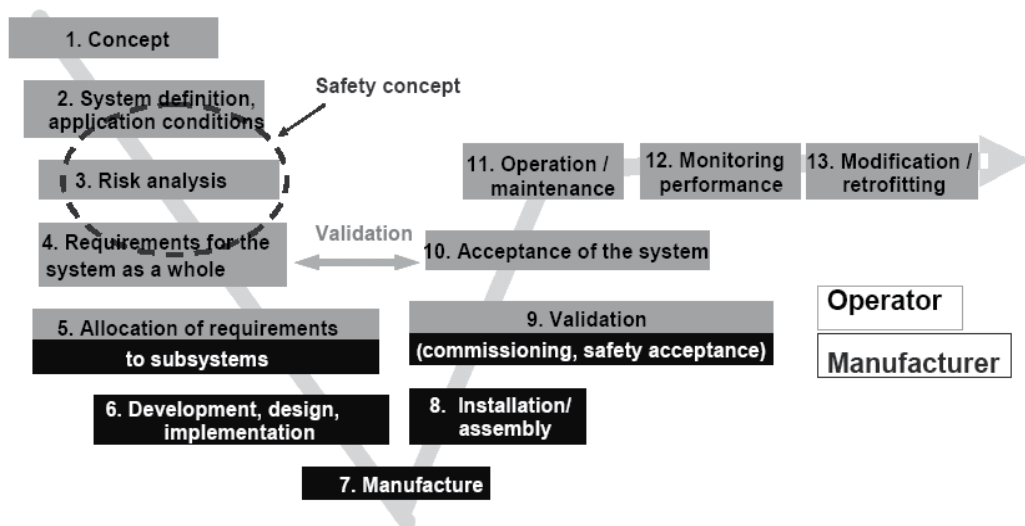 1. Concept
2. System definition,
application conditions
Safety concept
3. Risk analysis
4. Requirements for the
system as a whole
Validation
5. Allocation of requirements
to subsystems
6. Development, design,
implementation
7. Manufacture
8. Installation/
assembly
9. Validation
(commissioning, safety acceptance)
10. Acceptance of the system
11. Operation /
maintenance
12. Monitoring
performance
13. Modification /
retrofitting
Operator
Manufacturer